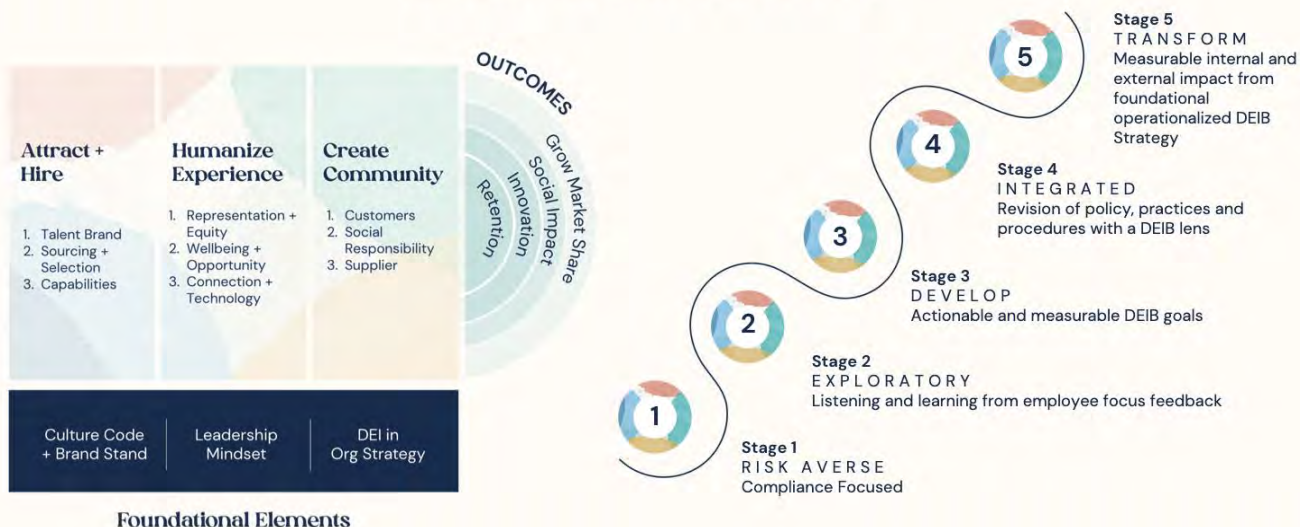 Attract +
Hire
1. Talent Brand
2. Sourcing +
Selection
3. Capabilities
Humanize
Experience
1. Representation +
Equity
2. Wellbeing +
Opportunity
3. Connection +
Technology
Create
Community
1. Customers
2. Social
Responsibility
3. Supplier
OUTCOMES
Retention
Innovation
Social Impact
Grow Market Share
Culture Code
+ Brand Stand
Leadership
Mindset
DEI in
Org Strategy
Foundational Elements
1
Stage 1
RISK AVERSE
Compliance Focused
2
Stage 2
EXPLORATORY
Listening and learning from employee focus feedback
3
Stage 3
DEVELOP
Actionable and measurable DEIB goals
4
Stage 4
INTEGRATED
Revision of policy, practices and
procedures with a DEIB lens
5
Stage 5
TRANSFORM
Measurable internal and
external impact from
foundational
operationalized DEIB
Strategy